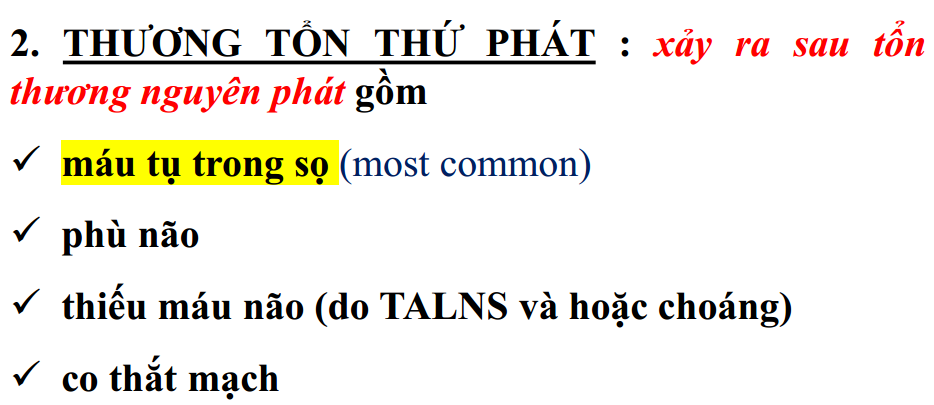 2. THƯƠNG TỔN THỨ PHÁT : xảy ra sau tổn
thương nguyên phát gồm
✓ máu tụ trong sọ (most common)
✓ phù não
✓ thiếu máu não (do TALNS và hoặc choáng)
✓ co thắt mạch